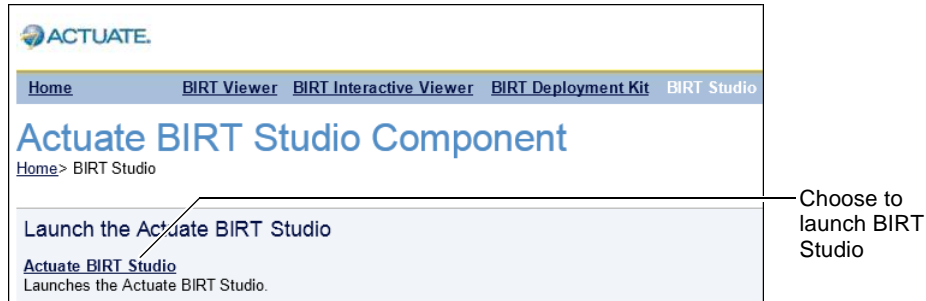 ACTUATE.
Home BIRT Viewer BIRT Interactive Viewer BIRT Deployment Kit BIRT Studio
Actuate BIRT Studio Component
Home> BIRT Studio
Launch the Actuate BIRT Studio
Actuate BIRT Studio
Launches the Actuate BIRT Studio.
Choose to
launch BIRT
Studio